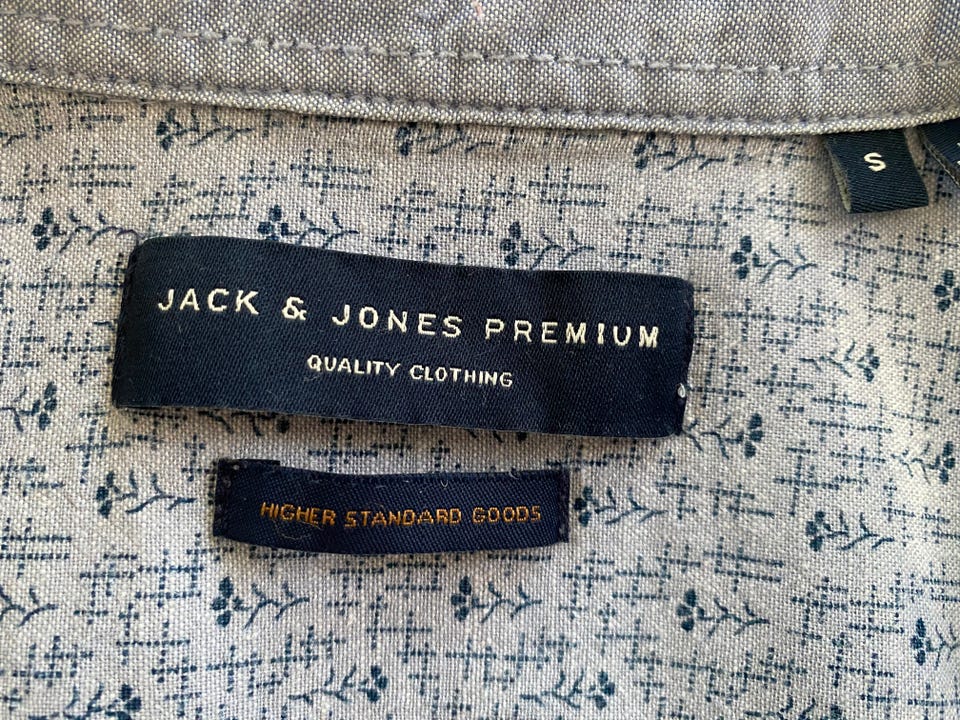 S
JACK & JONES PREMIUM
QUALITY CLOTHING
HIGHER STANDARD GOODS